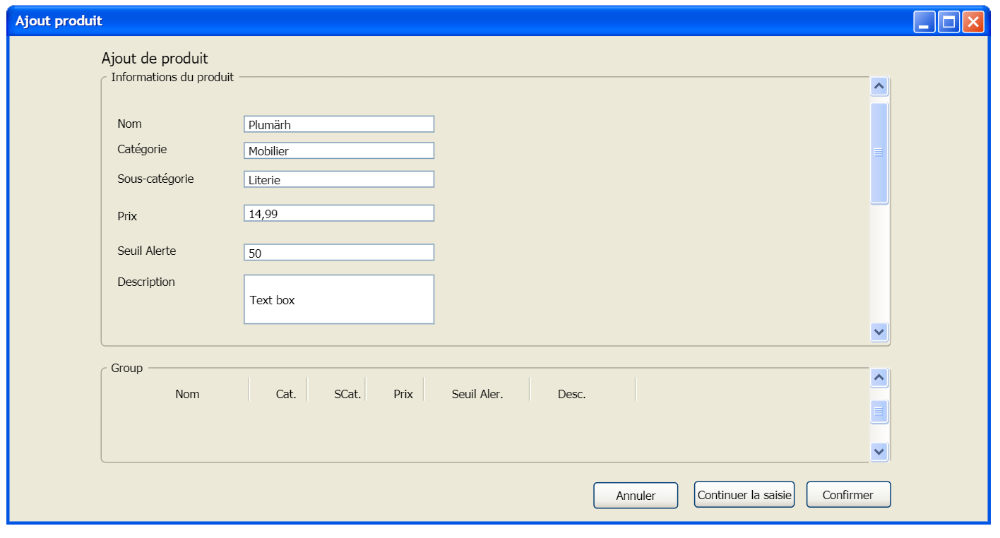 Ajout produit
Ajout de produit
Informations du produit
Nom Plumärh
Catégorie Mobilier
Sous-catégorie Literie
Prix 14,99
Seuil Alerte 50
Description Text box
Group
Nom Cat. SCat. Prix Seuil Aler. Desc.
Annuler Continuer la saisie Confirmer